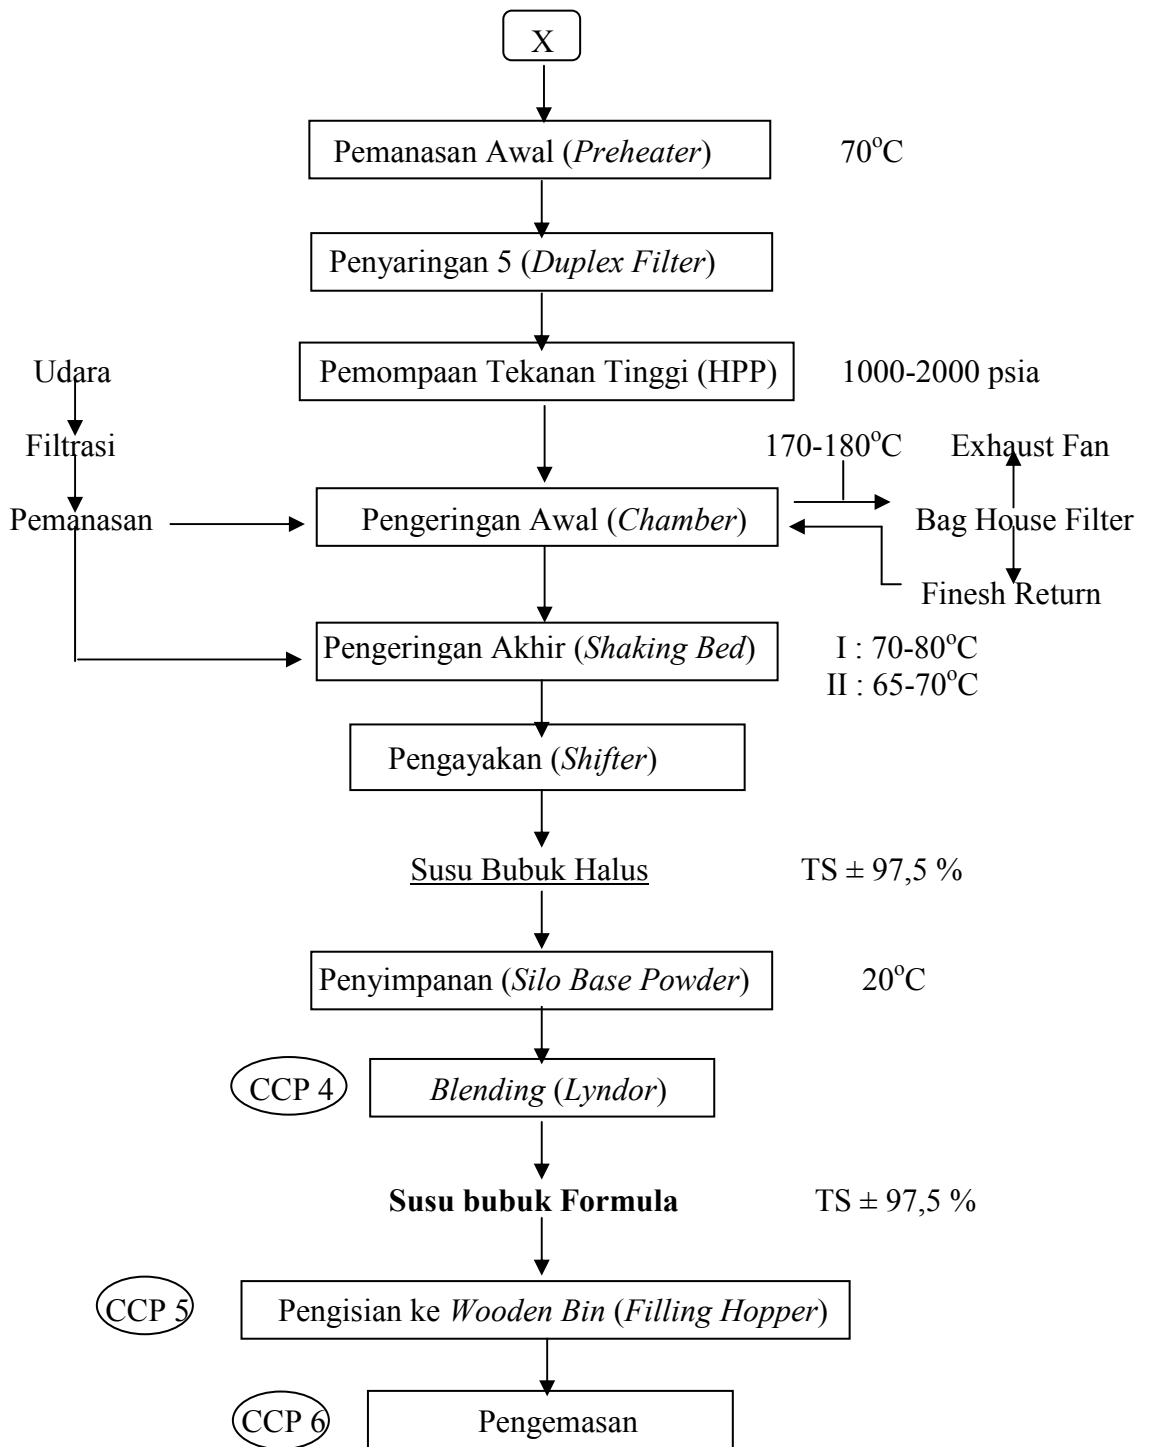 X
Pemanasan Awal (Preheater) 70°C
Penyaringan 5 (Duplex Filter)
Udara Pemompaan Tekanan Tinggi (HPP) 1000-2000 psia
Filtrasi 170-180°C Exhaust Fan
Pemanasan Pengeringan Awal (Chamber) Bag House Filter
Finesh Return
Pengeringan Akhir (Shaking Bed) I : 70-80°C
II : 65-70°C
Pengayakan (Shifter)
Susu Bubuk Halus TS ± 97,5 %
Penyimpanan (Silo Base Powder) 20°C
CCP 4 Blending (Lyndor)
Susu bubuk Formula TS ± 97,5 %
CCP 5 Pengisian ke Wooden Bin (Filling Hopper)
CCP 6 Pengemasan